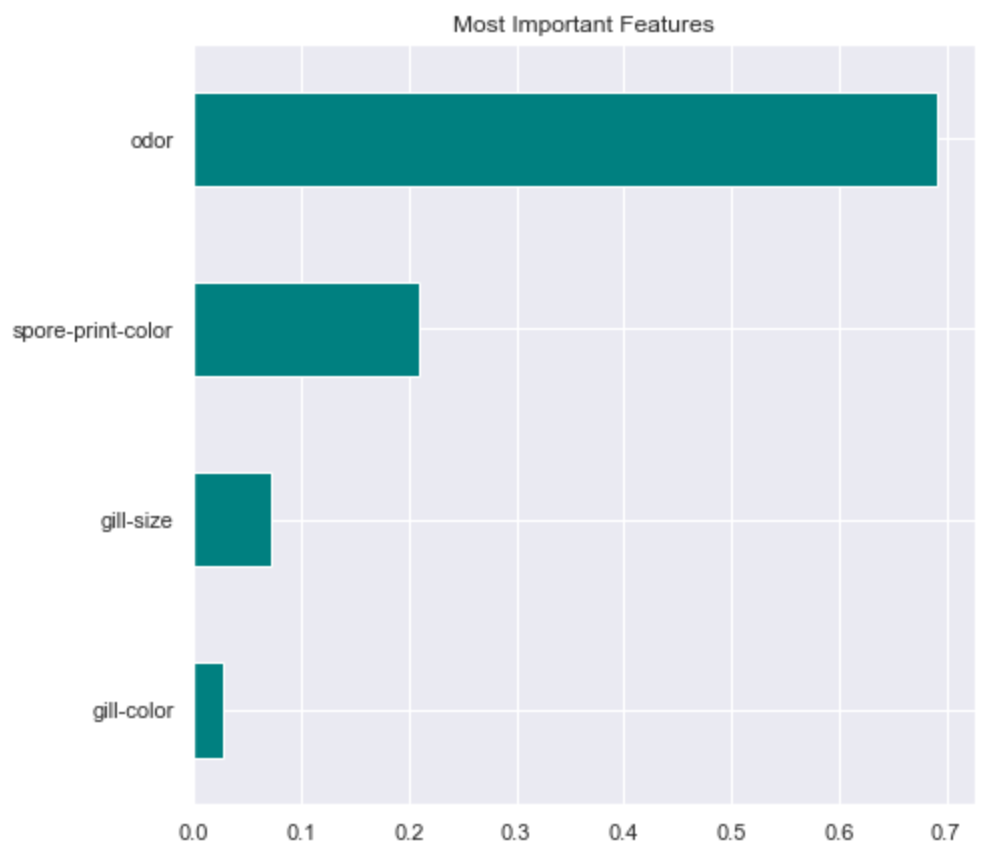 Most Important Features
odor
spore-print-color
gill-size
gill-color
0.0 0.1 0.2 0.3 0.4 0.5 0.6 0.7